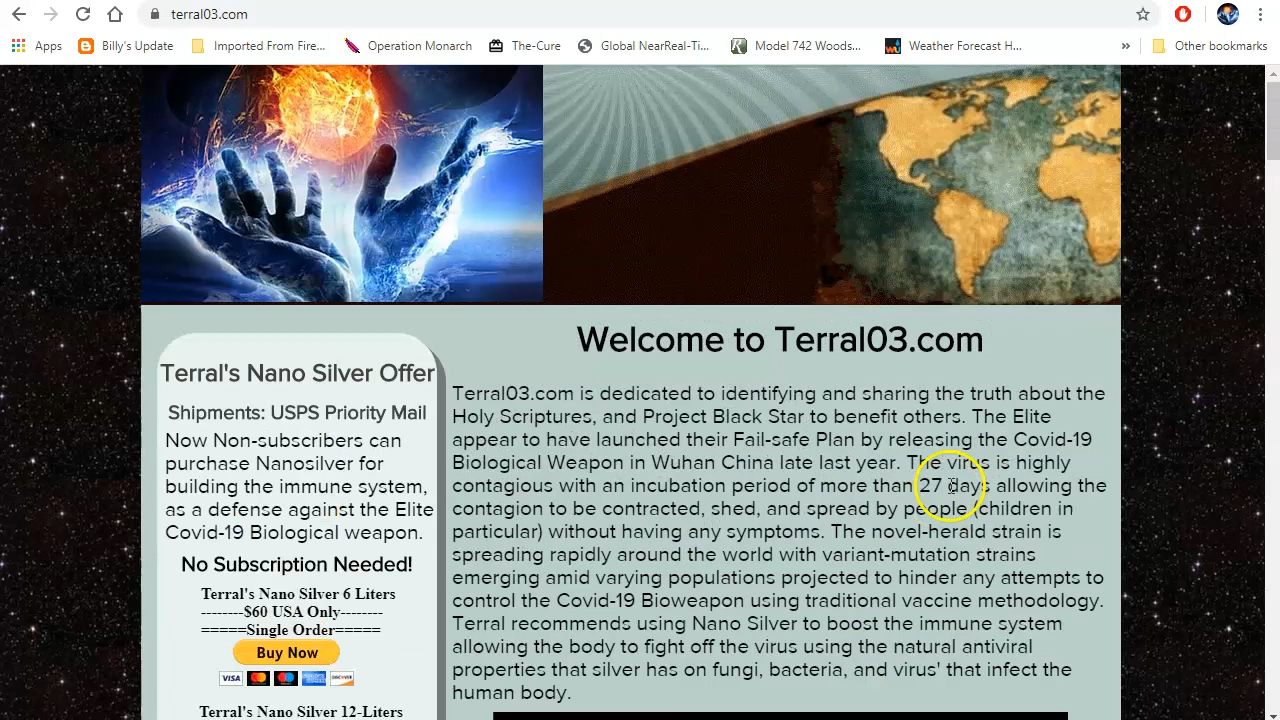 terral03.com
Apps
Billy's Update
Imported From Fire...
Operation Monarch
The-Cure
Global NearReal-Ti...
Model 742 Woods...
Weather Forecast H...
»
Other bookmarks
Welcome to Terral03.com
Terral's Nano Silver Offer
Shipments: USPS Priority Mail
Now Non-subscribers can
purchase Nanosilver for
building the immune system,
as a defense against the Elite
Covid-19 Biological weapon.
No Subscription Needed!
Terral's Nano Silver 6 Liters
--------$60 USA Only--------
=====Single Order=====
Buy Now
VISA
DISCOVER
Terral's Nano Silver 12-Liters
Terral03.com is dedicated to identifying and sharing the truth about the
Holy Scriptures, and Project Black Star to benefit others. The Elite
appear to have launched their Fail-safe Plan by releasing the Covid-19
Biological Weapon in Wuhan China late last year. The virus is highly
contagious with an incubation period of more than 27 days allowing the
contagion to be contracted, shed, and spread by people (children in
particular) without having any symptoms. The novel-herald strain is
spreading rapidly around the world with variant-mutation strains
emerging amid varying populations projected to hinder any attempts to
control the Covid-19 Bioweapon using traditional vaccine methodology.
Terral recommends using Nano Silver to boost the immune system
allowing the body to fight off the virus using the natural antiviral
properties that silver has on fungi, bacteria, and virus' that infect the
human body.